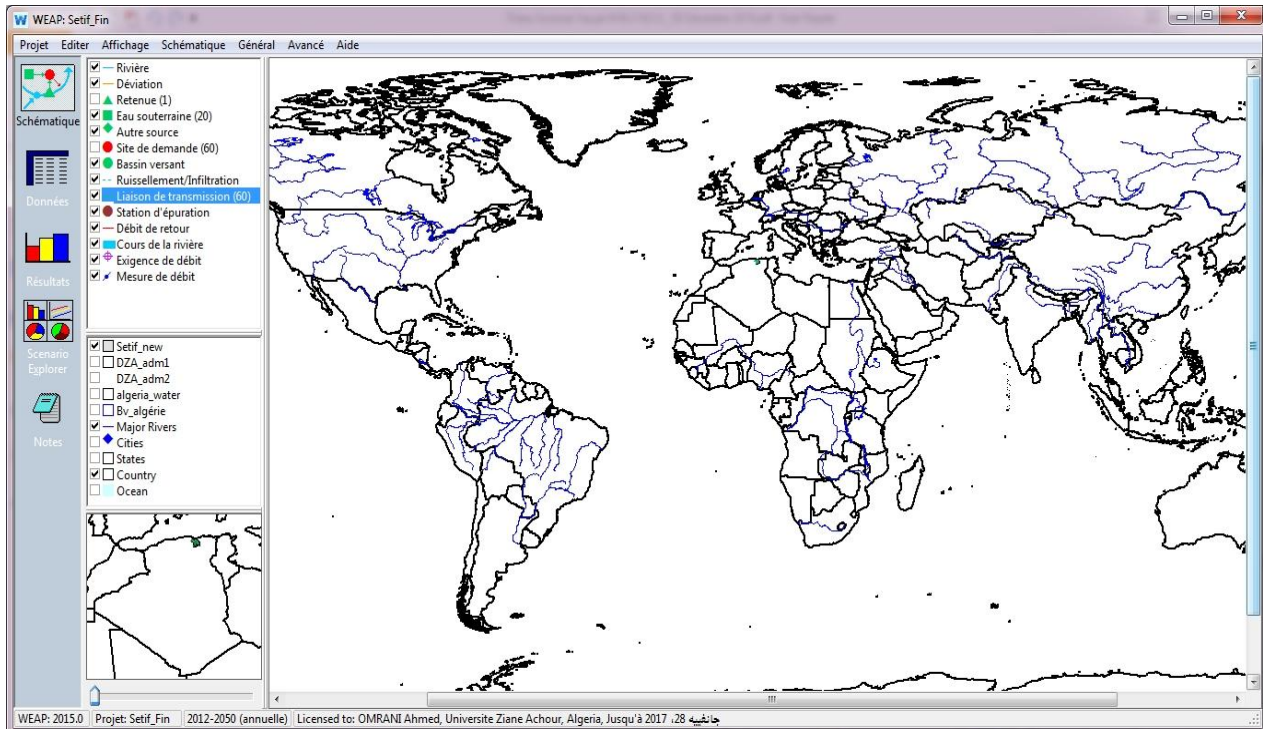 WEAP: Setif_Fin
Projet Editer Affichage Schématique Général Avancé Aide
Schématique
Données
Résultats
Scenario
Explorer
Notes
Rivière
Déviation
Retenue (1)
Eau souterraine (20)
Autre source
Site de demande (60)
Bassin versant
Ruissellement/Infiltration
Liaison de transmission (60)
Station d'épuration
Débit de retour
Cours de la rivière
Exigence de débit
Mesure de débit
Setif_new
DZA_adm1
DZA_adm2
algeria_water
Bv_algérie
Major Rivers
Cities
States
Country
Ocean
WEAP: 2015.0 Projet: Setif_Fin 2012-2050 (annuelle) Licensed to: OMRANI Ahmed, Universite Ziane Achour, Algeria, Jusqu'à 2017 ،28 جانفييه